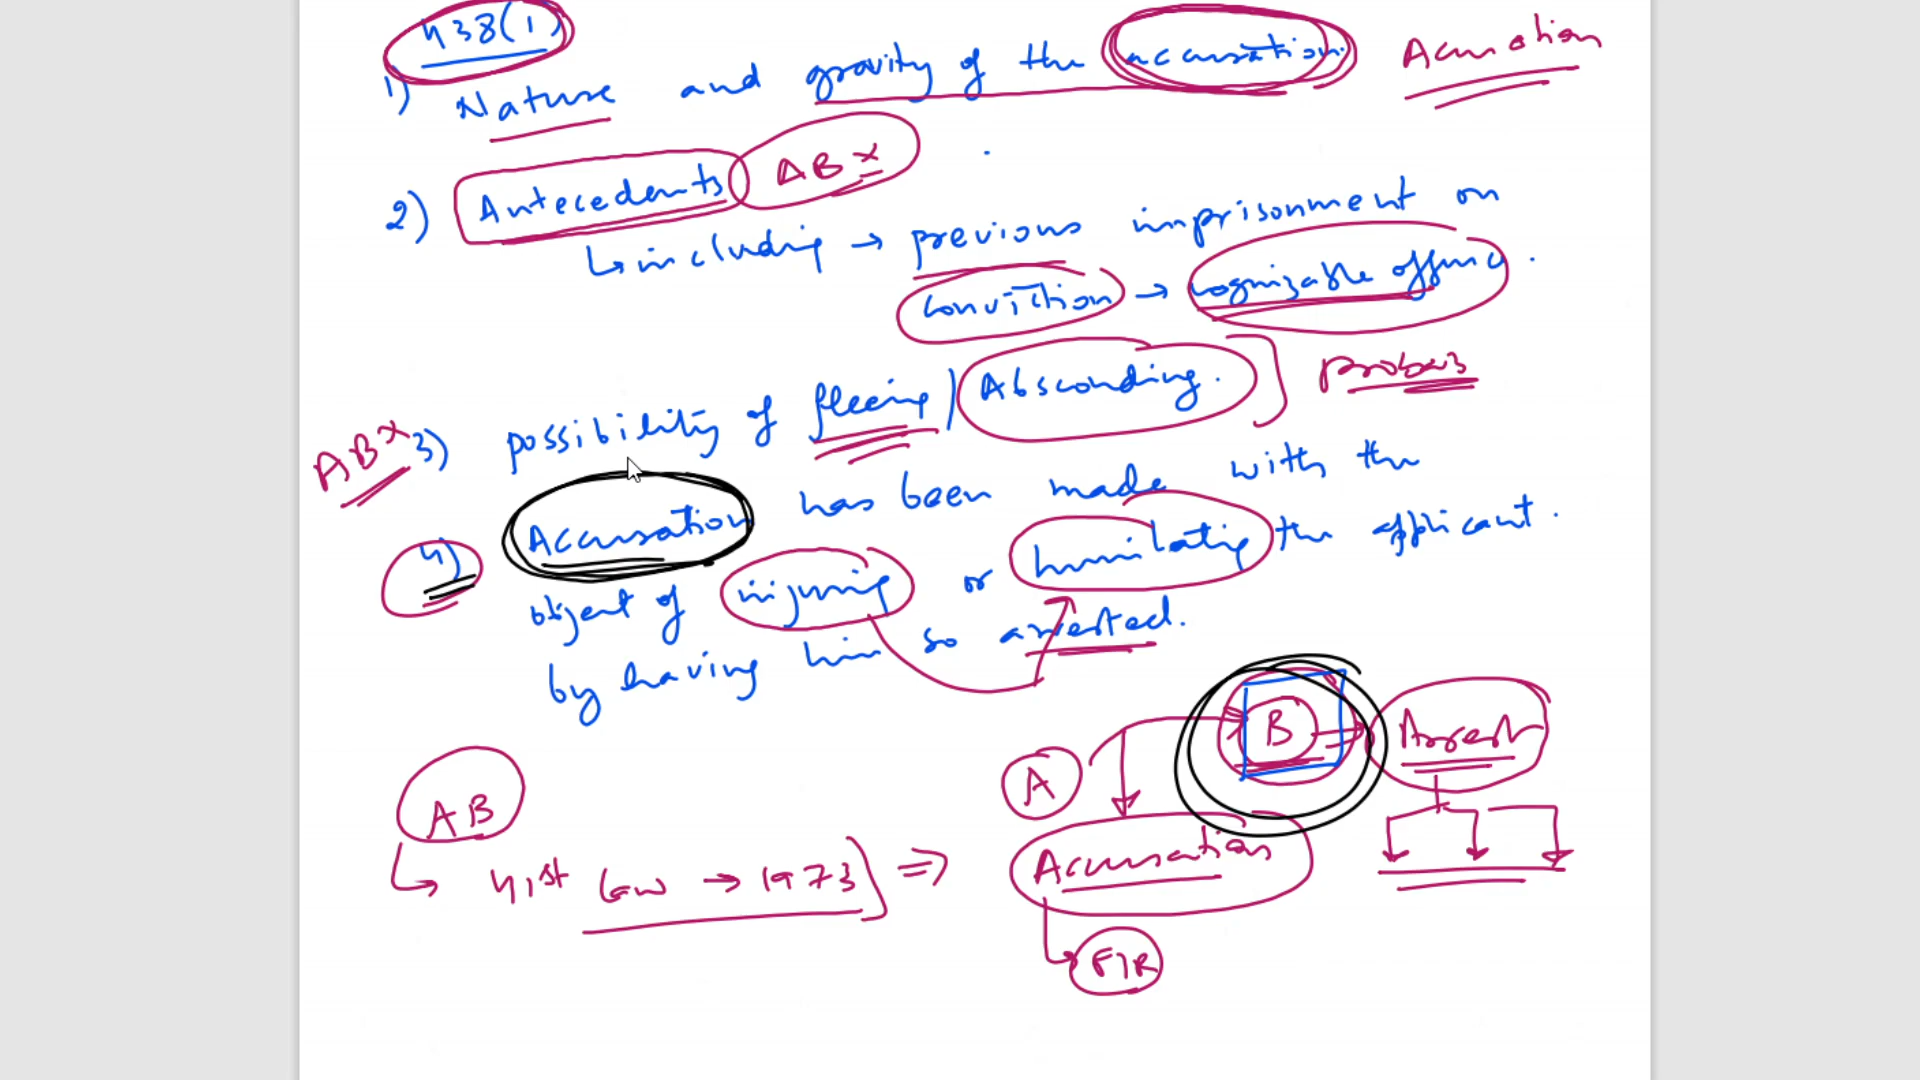 438(1)
1) Nature and gravity of the accusation. Accusation
2) Antecedents AB x
↳ including → previous imprisonment on
conviction → cognizable offence.
AB x 3) possibility of fleeing / Absconding.
4) Accusation has been made with the
object of injuring or humiliating the applicant.
by having him so arrested.
B Arrest
A
AB
Accusation
↳ 41st law → 1973 ⇒
FIR